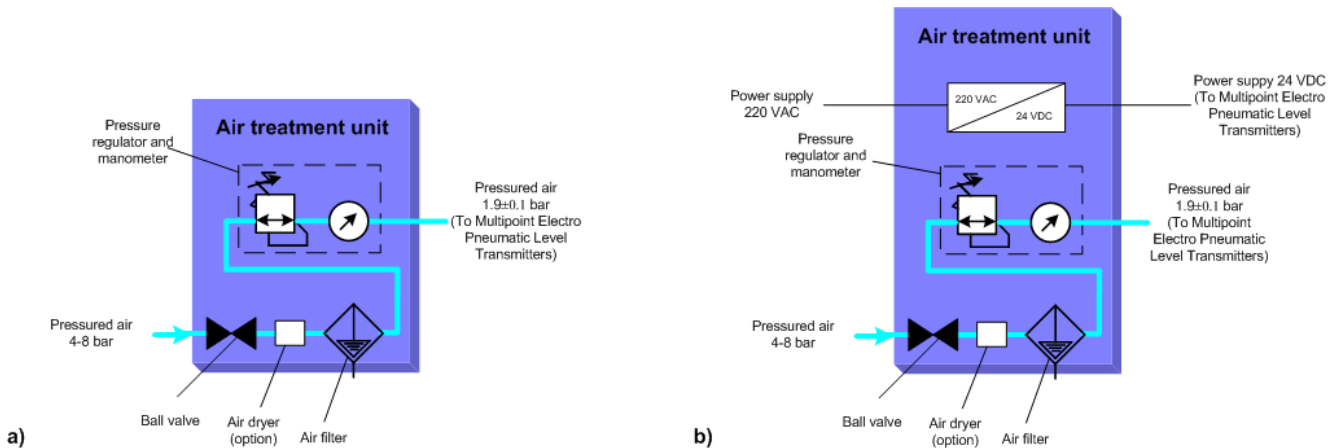 Air treatment unit
Pressure
regulator and
manometer
Pressured air
1.9±0.1 bar
(To Multipoint Electro
Pneumatic Level
Transmitters)
Pressured air
4-8 bar
Ball valve
Air dryer
(option)
Air filter
a)
Air treatment unit
Power supply
220 VAC
220 VAC
24 VDC
Power suppy 24 VDC
(To Multipoint Electro
Pneumatic Level
Transmitters)
Pressure
regulator and
manometer
Pressured air
1.9±0.1 bar
(To Multipoint
Electro Pneumatic
Level Transmitters)
Pressured air
4-8 bar
Ball valve
Air dryer
(option)
Air filter
b)